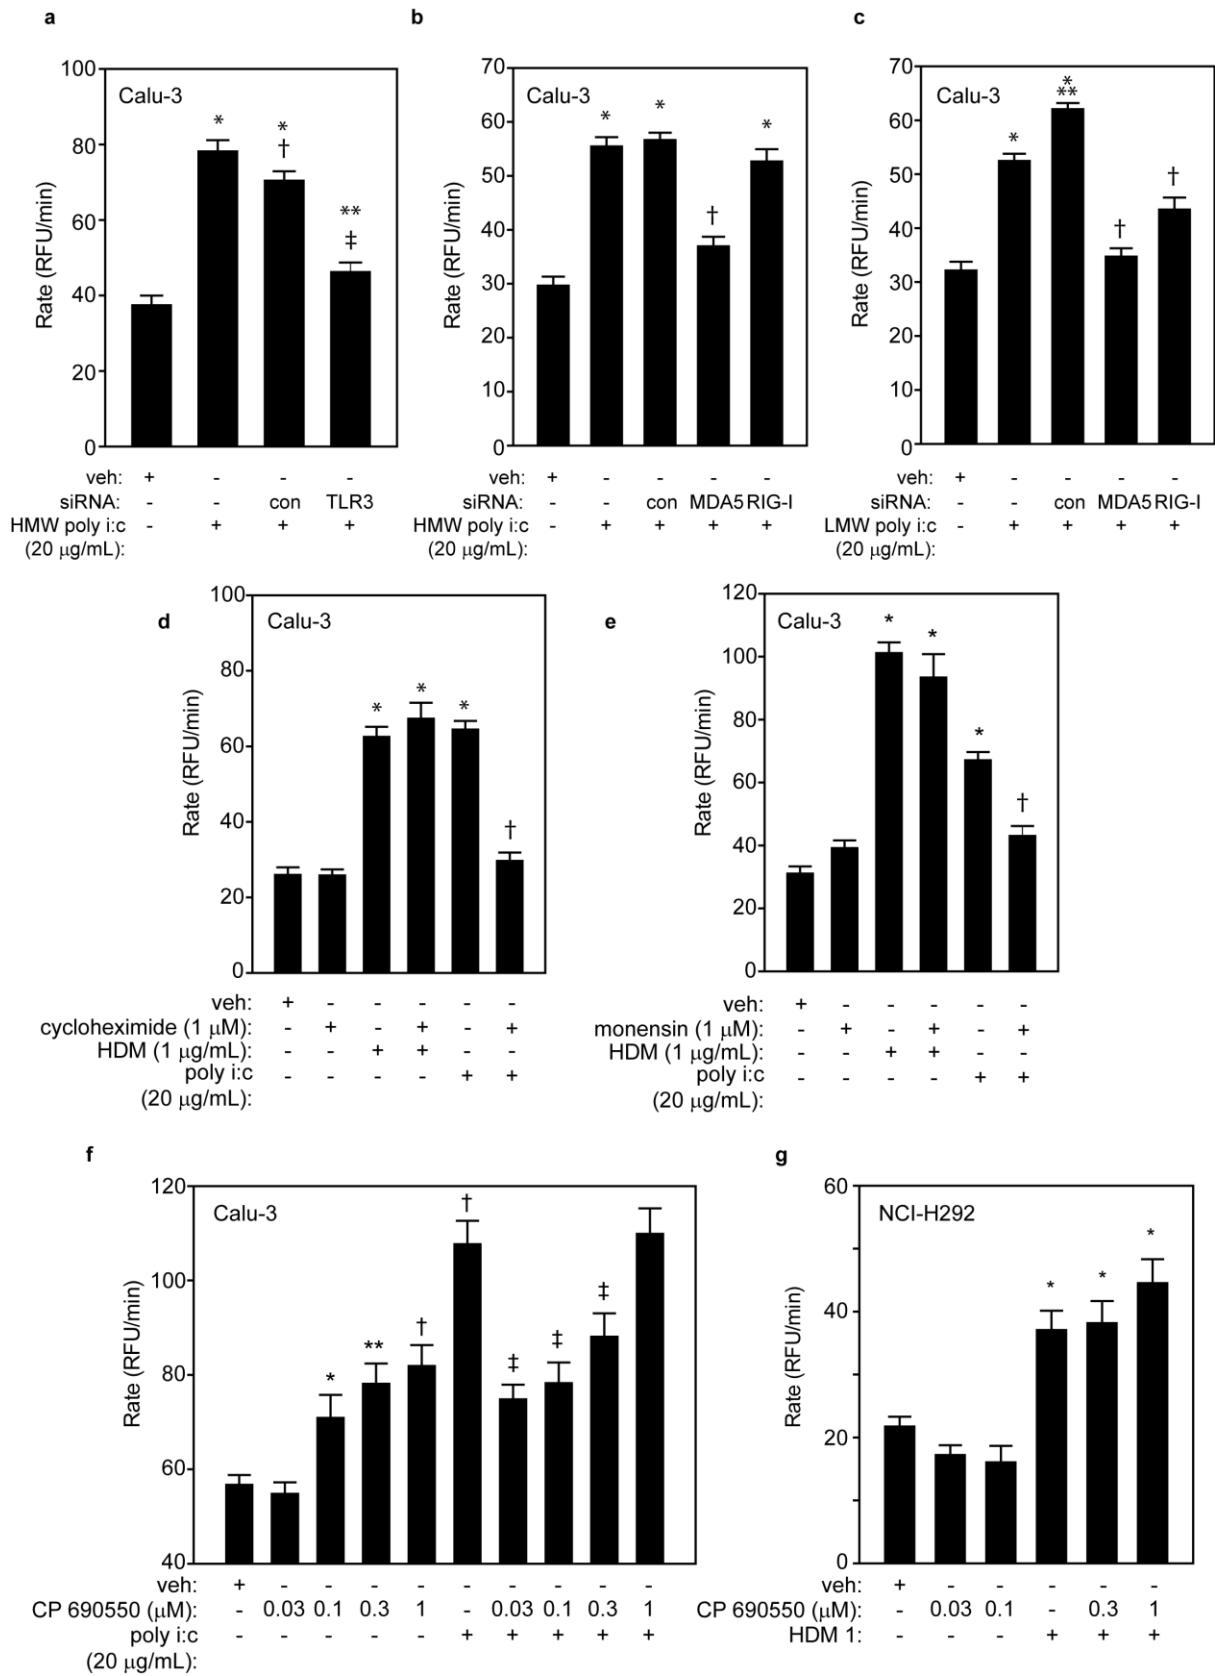 a
100
80
60
40
20
0
Rate (RFU/min)
Calu-3
*
*
†
**
‡
veh: + - - -
siRNA: - - con TLR3
HMW poly i:c - + + +
(20 μg/mL):
b
70
60
50
40
30
20
10
0
Rate (RFU/min)
Calu-3
*
*
†
*
veh: + - - - -
siRNA: - - con MDA5 RIG-I
HMW poly i:c - + + + +
(20 μg/mL):
c
70
60
50
40
30
20
10
0
Rate (RFU/min)
Calu-3
*
*
**
†
†
veh: + - - - -
siRNA: - - con MDA5 RIG-I
LMW poly i:c - + + + +
(20 μg/mL):
d
100
80
60
40
20
0
Rate (RFU/min)
Calu-3
*
*
*
†
veh: + - - - - -
cycloheximide (1 μM): - + - + - +
HDM (1 μg/mL): - - + + - -
poly i:c - - - - + +
(20 μg/mL):
e
120
100
80
60
40
20
0
Rate (RFU/min)
Calu-3
*
*
*
†
veh: + - - - - -
monensin (1 μM): - + - + - +
HDM (1 μg/mL): - - + + - -
poly i:c - - - - + +
(20 μg/mL):
f
120
100
80
60
40
Rate (RFU/min)
Calu-3
*
**
†
†
‡
‡
‡
veh: + - - - - - - - - -
CP 690550 (μM): - 0.03 0.1 0.3 1 - 0.03 0.1 0.3 1
poly i:c - - - - - + + + + +
(20 μg/mL):
g
60
40
20
0
Rate (RFU/min)
NCI-H292
*
*
*
veh: + - - - - -
CP 690550 (μM): - 0.03 0.1 - 0.3 1
HDM 1: - - - + + +